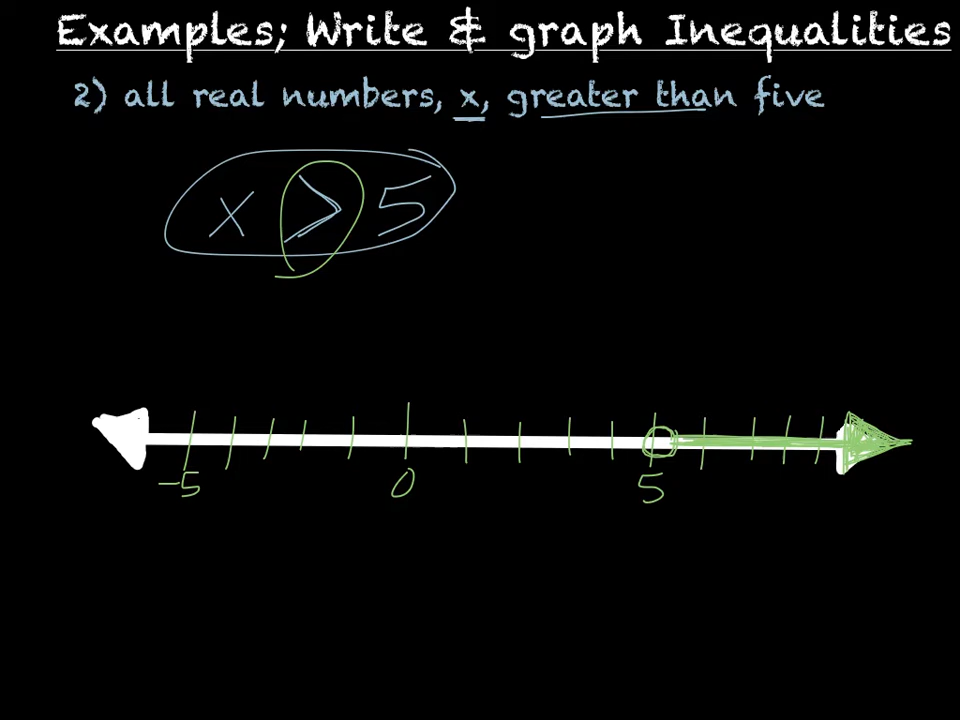 Examples; Write & graph Inequalities
2) all real numbers, x, greater than five
x > 5
-5 0 5